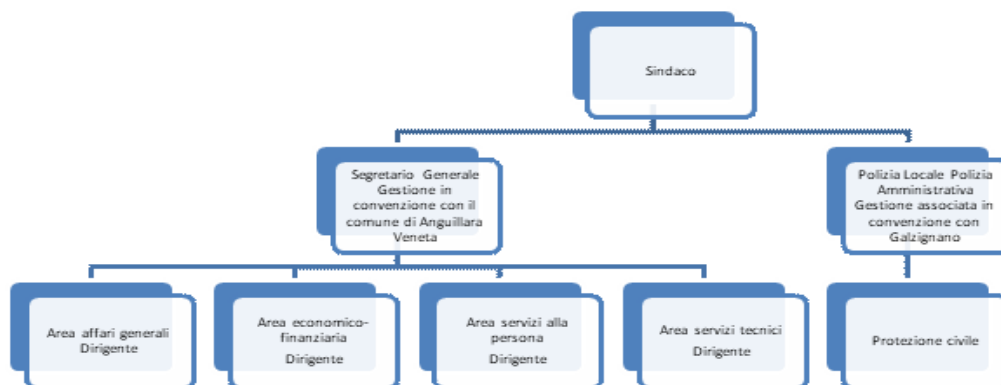 Sindaco
Segretario Generale
Gestione in
convenzione con il
comune di Anguillara
Veneta
Polizia Locale Polizia
Amministrativa
Gestione associata in
convenzione con
Galzignano
Area affari generali
Dirigente
Area economico-
finanziaria
Dirigente
Area servizi alla
persona
Dirigente
Area servizi tecnici
Dirigente
Protezione civile